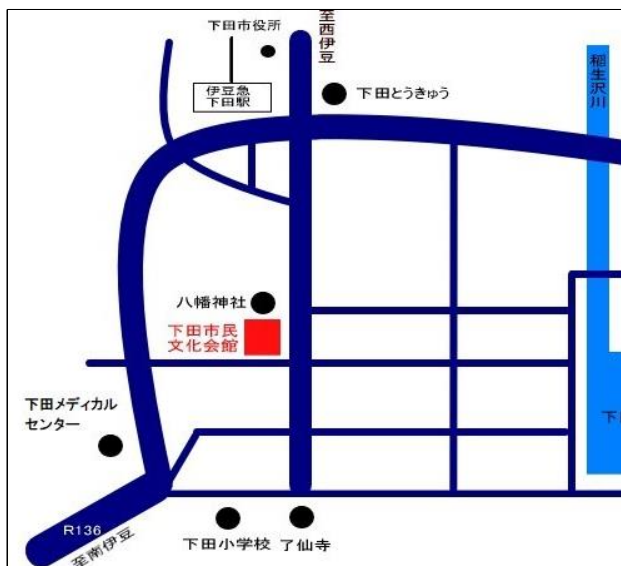 下田市役所
至西伊豆
伊豆急
下田駅
下田とうきゅう
稲生沢川
八幡神社
下田市民
文化会館
下田メディカル
センター
下
R136
至南伊豆
下田小学校
了仙寺